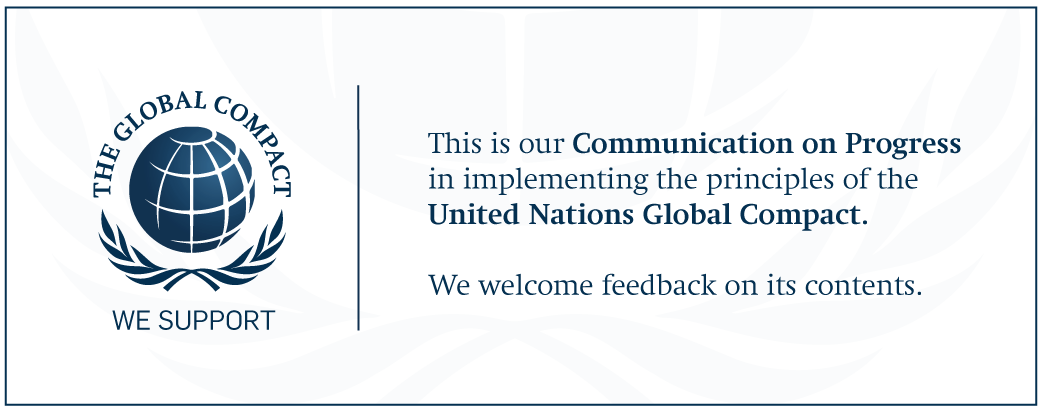 THE GLOBAL COMPACT
WE SUPPORT
This is our Communication on Progress
in implementing the principles of the
United Nations Global Compact.
We welcome feedback on its contents.